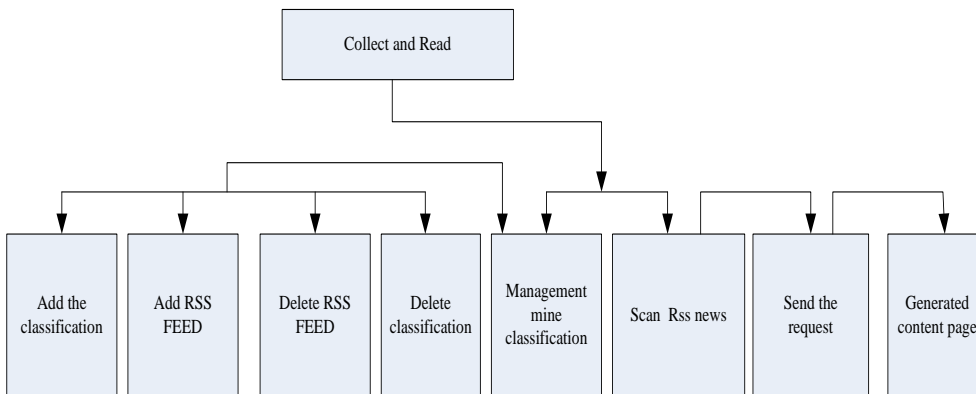 Collect and Read
Add the
classification
Add RSS
FEED
Delete RSS
FEED
Delete
classification
Management
mine
classification
Scan Rss news
Send the
request
Generated
content page